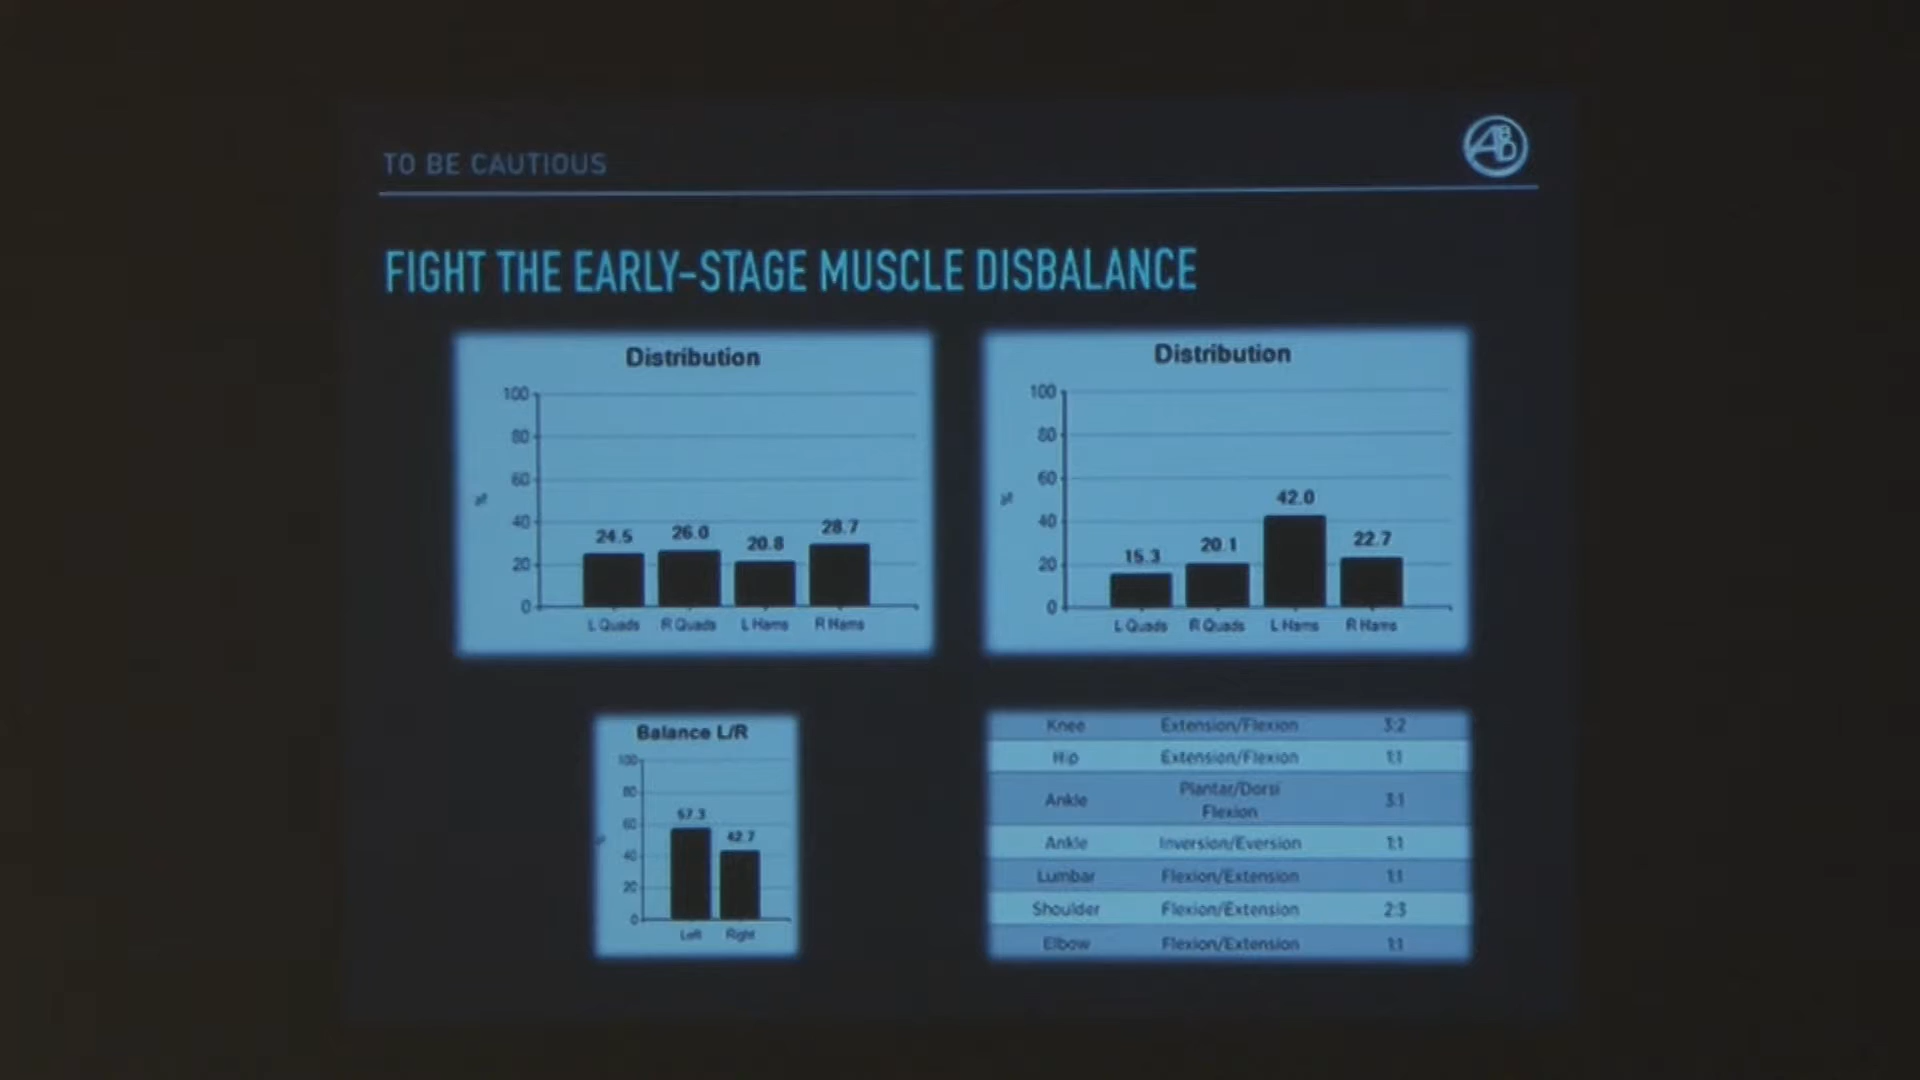 TO BE CAUTIOUS
ABD
FIGHT THE EARLY-STAGE MUSCLE DISBALANCE
Distribution
100
80
60
40
20
0
%
24.5
26.0
20.8
28.7
L Quads
R Quads
L Hams
R Hams
Distribution
100
80
60
40
20
0
%
15.3
20.1
42.0
22.7
L Quads
R Quads
L Hams
R Hams
Balance L/R
100
80
60
40
20
0
%
57.3
42.7
Left
Right
Knee Extension/Flexion 3:2
Hip Extension/Flexion 1:1
Ankle Plantar/Dorsi Flexion 3:1
Ankle Inversion/Eversion 1:1
Lumbar Flexion/Extension 1:1
Shoulder Flexion/Extension 2:3
Elbow Flexion/Extension 1:1